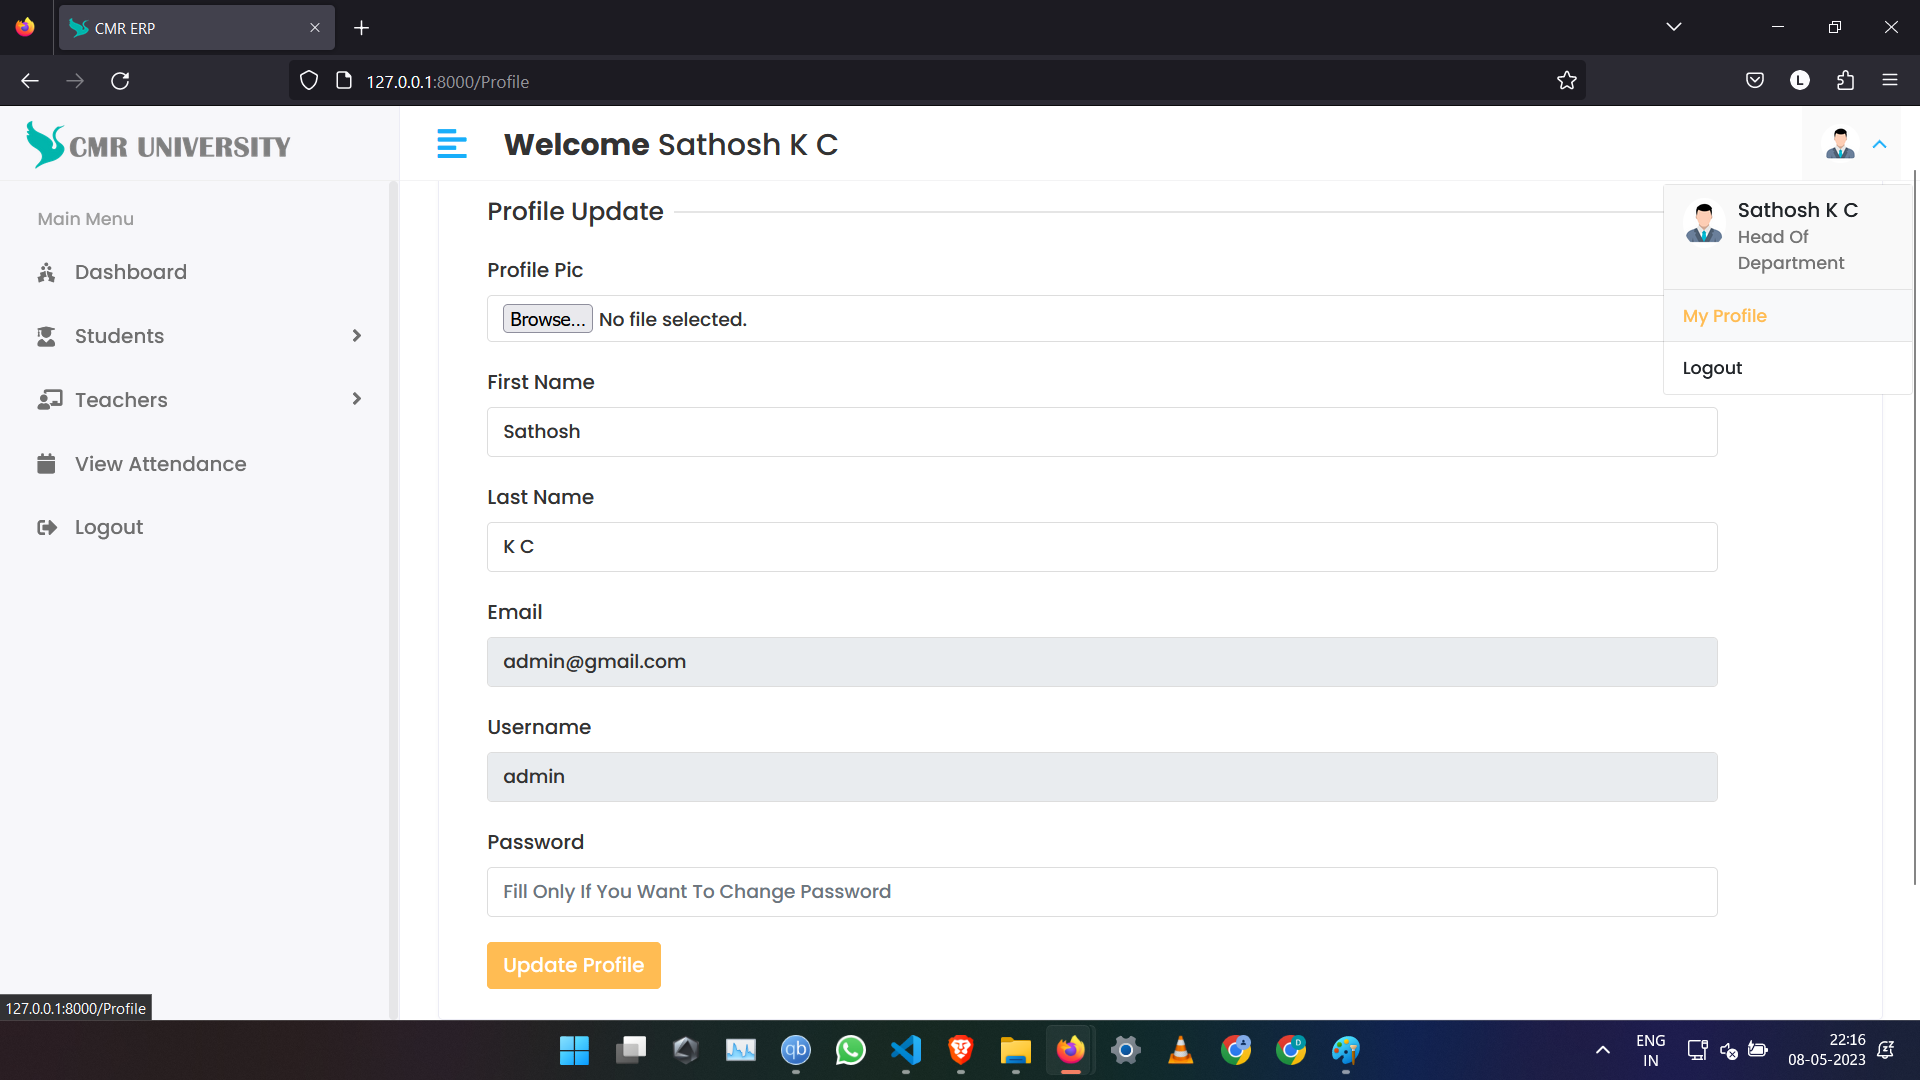 CMR ERP
127.0.0.1:8000/Profile
CMR UNIVERSITY
Welcome Sathosh K C
Main Menu
Dashboard
Students
Teachers
View Attendance
Logout
Profile Update
Profile Pic
Browse... No file selected.
First Name
Sathosh
Last Name
K C
Email
admin@gmail.com
Username
admin
Password
Fill Only If You Want To Change Password
Update Profile
Sathosh K C
Head Of
Department
My Profile
Logout
127.0.0.1:8000/Profile
L
qb
D
ENG
IN
22:16
08-05-2023